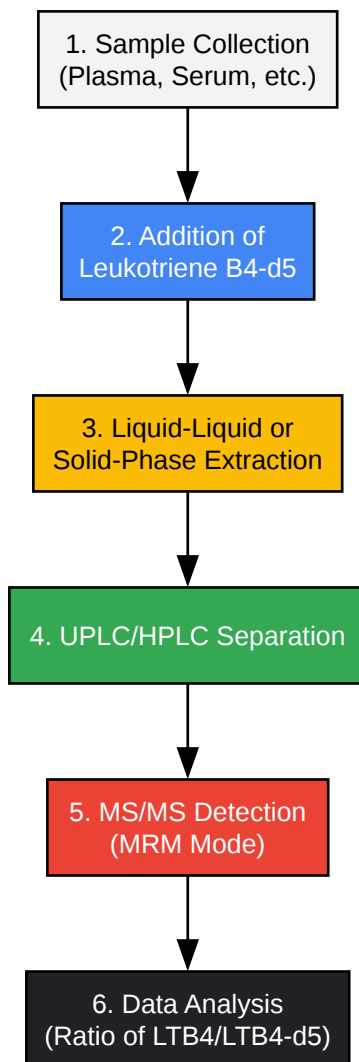 1. Sample Collection
(Plasma, Serum, etc.)
2. Addition of
Leukotriene B4-d5
3. Liquid-Liquid or
Solid-Phase Extraction
4. UPLC/HPLC Separation
5. MS/MS Detection
(MRM Mode)
6. Data Analysis
(Ratio of LTB4/LTB4-d5)